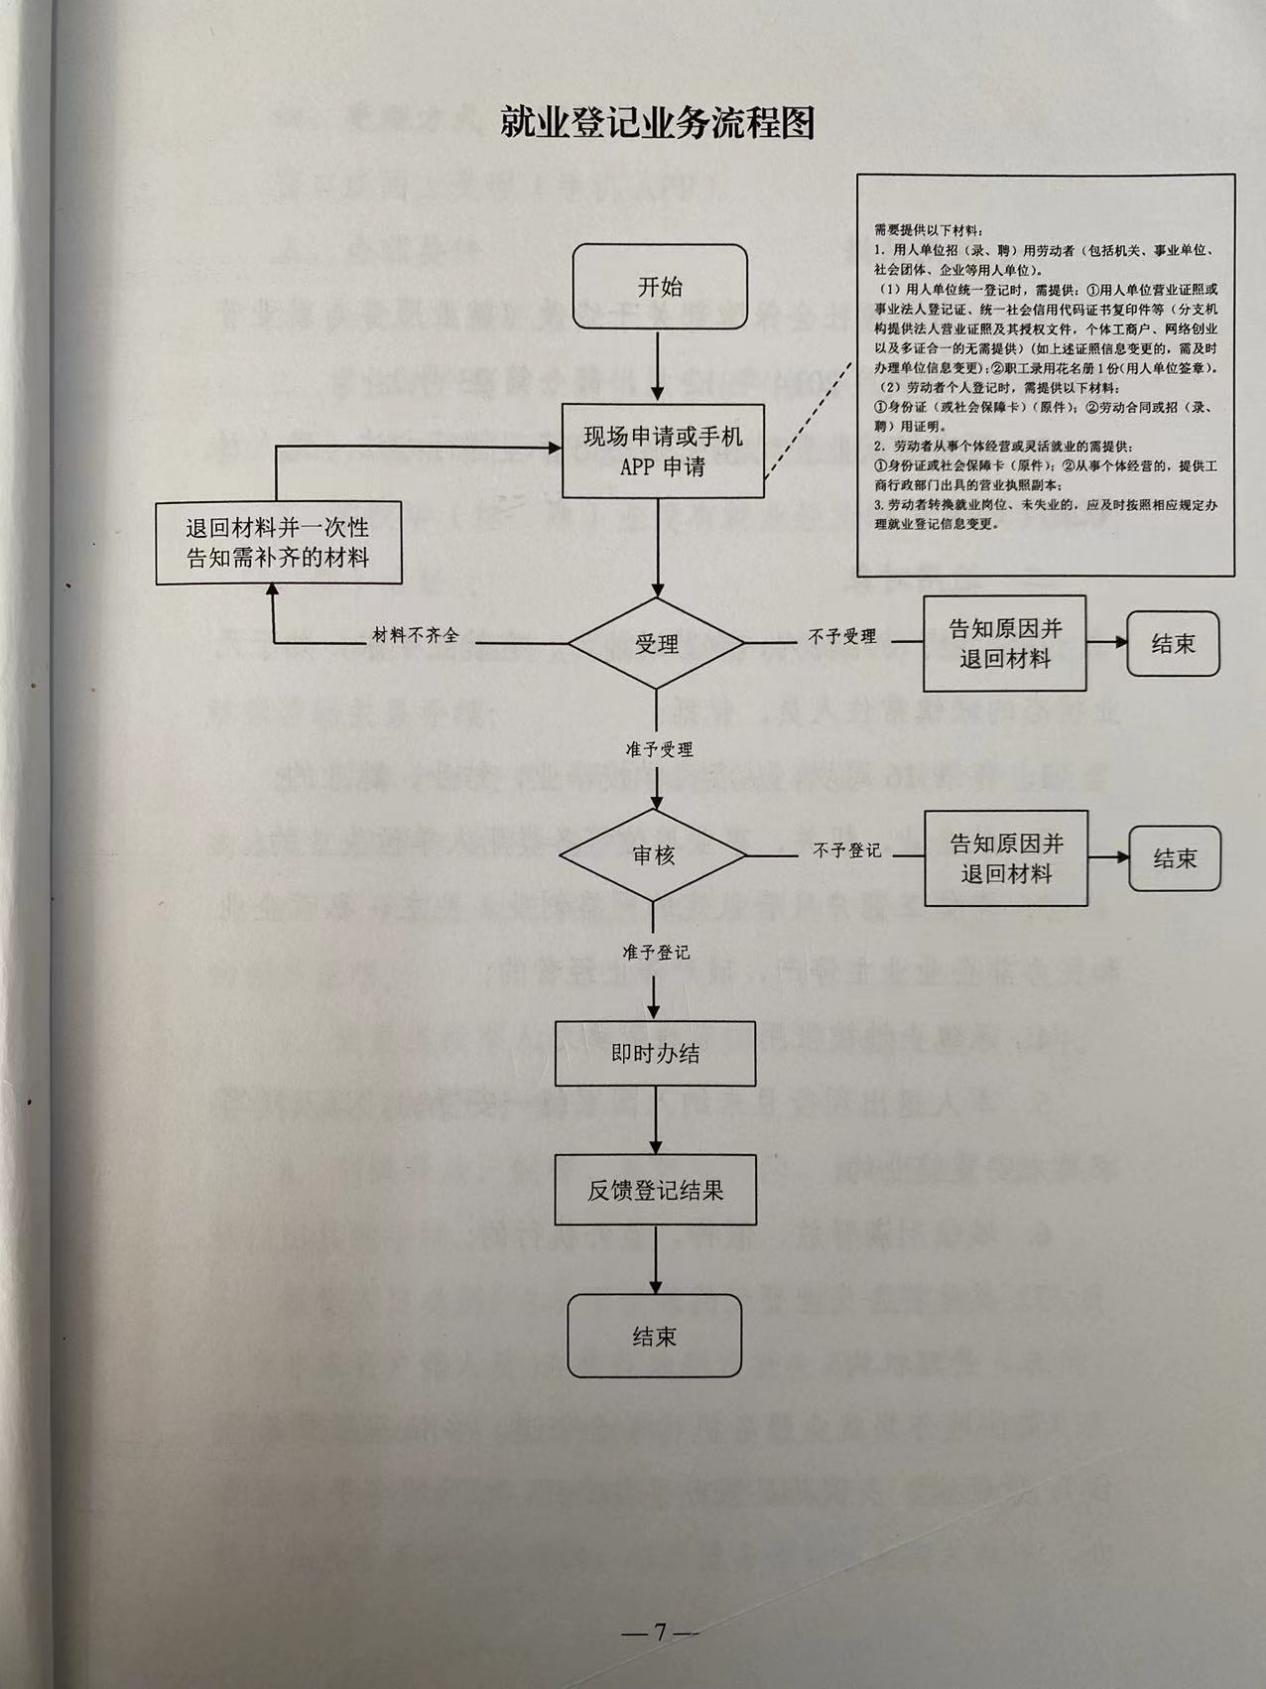 就业登记业务流程图
需要提供以下材料：
1．用人单位招（录、聘）用劳动者（包括机关、事业单位、
社会团体、企业等用人单位）。
（1）用人单位统一登记时，需提供：①用人单位营业证照或
事业法人登记证、统一社会信用代码证书复印件等（分支机
构提供法人营业证照及其授权文件，个体工商户、网络创业
以及多证合一的无需提供）(如上述证照信息变更的，需及时
办理单位信息变更)；②职工录用花名册1份(用人单位签章)。
（2）劳动者个人登记时，需提供以下材料：
①身份证（或社会保障卡）（原件）；②劳动合同或招（录、
聘）用证明。
2．劳动者从事个体经营或灵活就业的需提供：
①身份证或社会保障卡（原件）；②从事个体经营的，提供工
商行政部门出具的营业执照副本；
3.劳动者转换就业岗位、未失业的，应及时按照相应规定办
理就业登记信息变更。
开始
现场申请或手机
APP 申请
退回材料并一次性
告知需补齐的材料
材料不齐全
受理
不予受理
告知原因并
退回材料
结束
准予受理
审核
不予登记
告知原因并
退回材料
结束
准予登记
即时办结
反馈登记结果
结束
— 7 —